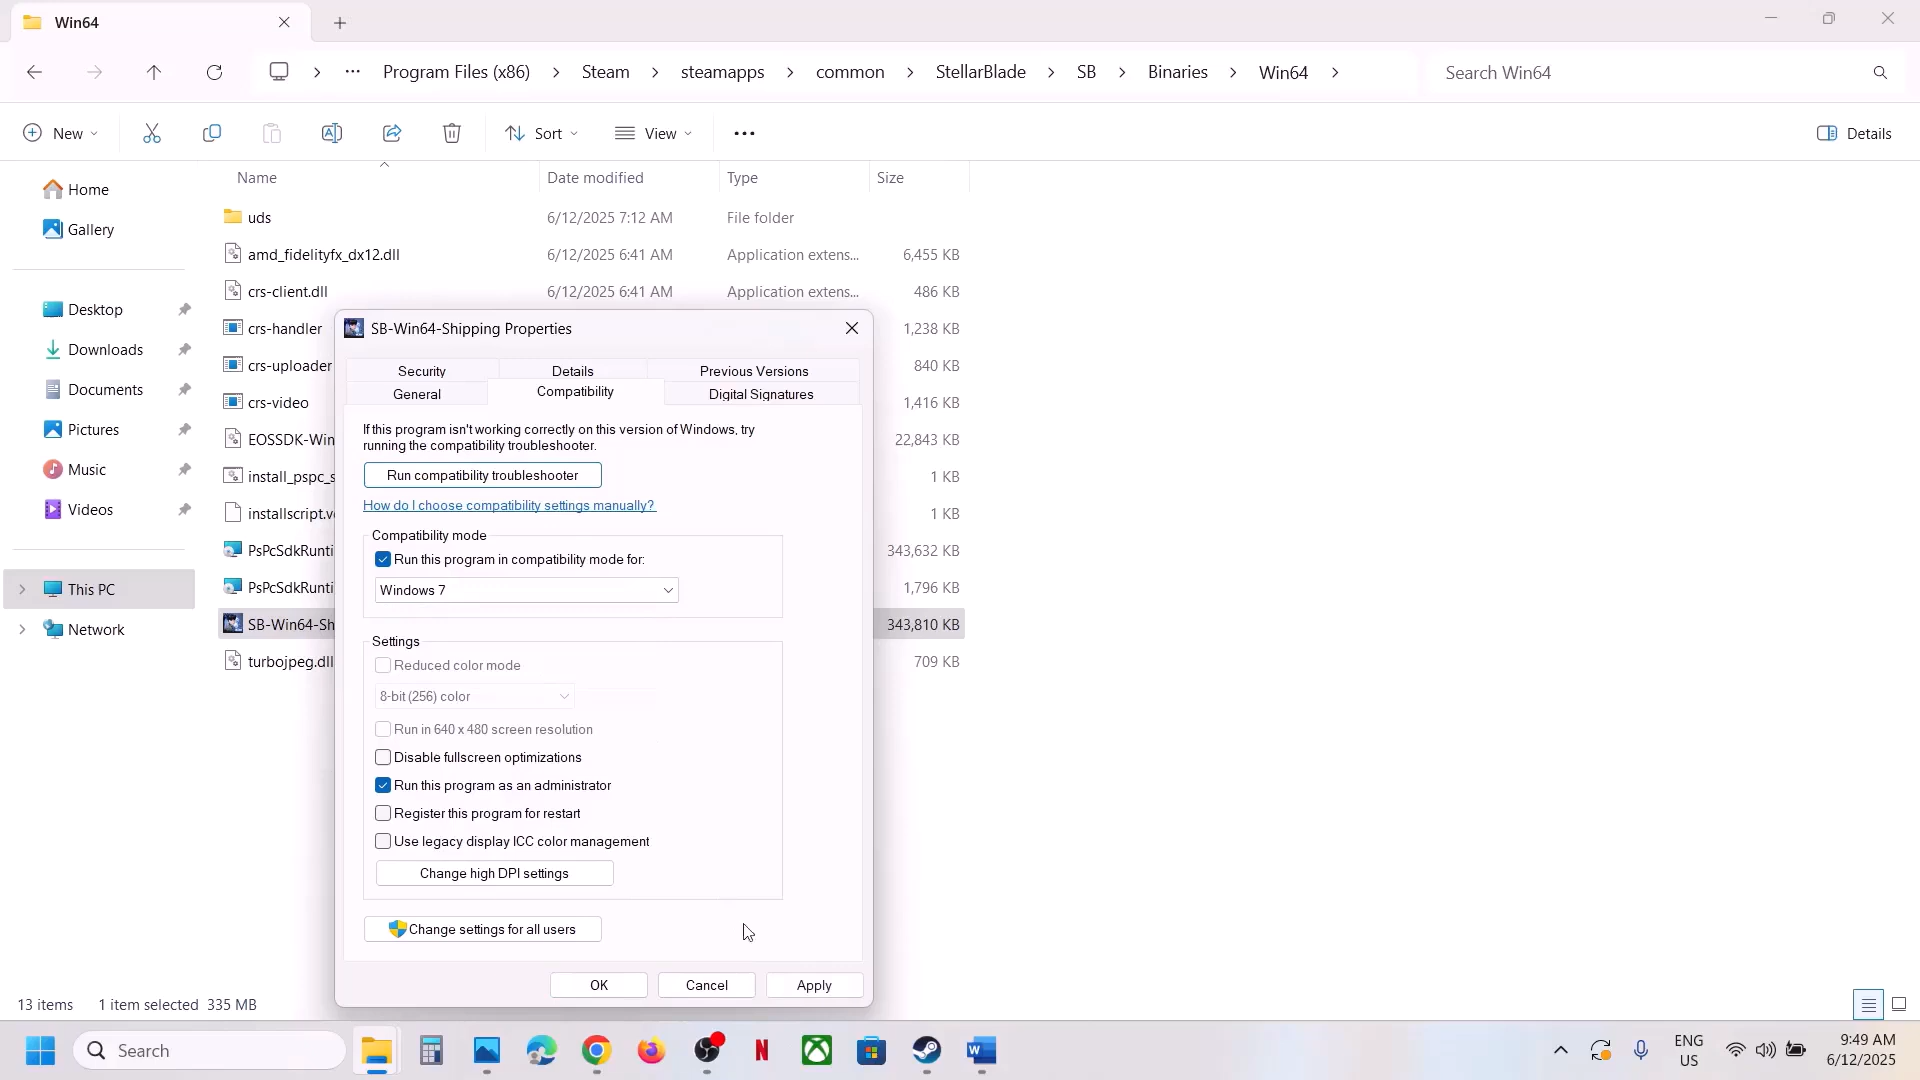 Win64
Program Files (x86) > Steam > steamapps > common > StellarBlade > SB > Binaries > Win64 >
Search Win64
New
Sort
View
Details
Name
Date modified
Type
Size
Home
Gallery
Desktop
Downloads
Documents
Pictures
Music
Videos
This PC
Network
uds 6/12/2025 7:12 AM File folder
amd_fidelityfx_dx12.dll 6/12/2025 6:41 AM Application extens... 6,455 KB
crs-client.dll 6/12/2025 6:41 AM Application extens... 486 KB
crs-handler 1,238 KB
crs-uploader 840 KB
crs-video 1,416 KB
EOSSDK-Win 22,843 KB
install_pspc_s 1 KB
installscript.v 1 KB
PsPcSdkRunti 343,632 KB
PsPcSdkRunti 1,796 KB
SB-Win64-Sh 343,810 KB
turbojpeg.dll 709 KB
SB-Win64-Shipping Properties
Security
Details
Previous Versions
General
Compatibility
Digital Signatures
If this program isn't working correctly on this version of Windows, try
running the compatibility troubleshooter.
Run compatibility troubleshooter
How do I choose compatibility settings manually?
Compatibility mode
Run this program in compatibility mode for:
Windows 7
Settings
Reduced color mode
8-bit (256) color
Run in 640 x 480 screen resolution
Disable fullscreen optimizations
Run this program as an administrator
Register this program for restart
Use legacy display ICC color management
Change high DPI settings
Change settings for all users
OK
Cancel
Apply
13 items
1 item selected 335 MB
Search
ENG
US
9:49 AM
6/12/2025